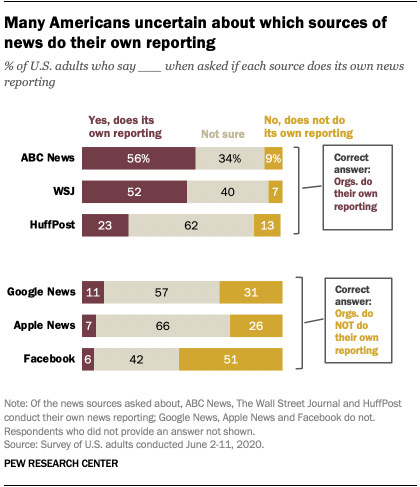 Many Americans uncertain about which sources of
news do their own reporting
% of U.S. adults who say ___ when asked if each source does its own news
reporting
Yes, does its
own reporting
Not sure
No, does not do
its own reporting
ABC News 56% 34% 9%
WSJ 52 40 7
HuffPost 23 62 13
Correct
answer:
Orgs. do
their own
reporting
Google News 11 57 31
Apple News 7 66 26
Facebook 6 42 51
Correct
answer:
Orgs. do
NOT do
their own
reporting
Note: Of the news sources asked about, ABC News, The Wall Street Journal and HuffPost
conduct their own news reporting; Google News, Apple News and Facebook do not.
Respondents who did not provide an answer not shown.
Source: Survey of U.S. adults conducted June 2-11, 2020.
PEW RESEARCH CENTER